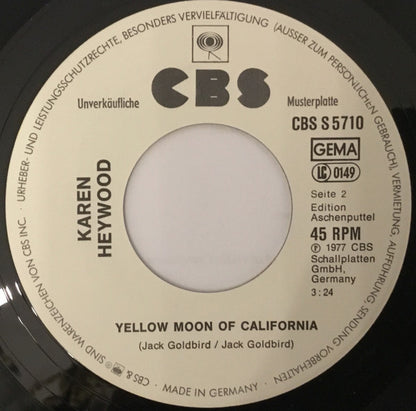 URHEBER- UND LEISTUNGSSCHUTZRECHTE, BESONDERS VERVIELFÄLTIGUNG (AUSSER ZUM PERSÖNLICHEN GEBRAUCH), VERMIETUNG, AUFFÜHRUNG, SENDUNG VORBEHALTEN
CBS
Unverkäufliche Musterplatte
CBS S 5710
GEMA
LC 0149
Seite 2
Edition
Aschenputtel
45 RPM
℗ 1977 CBS
Schallplatten
GmbH,
Germany
3:24
KAREN
HEYWOOD
YELLOW MOON OF CALIFORNIA
(Jack Goldbird / Jack Goldbird)
CBS & SIND WARENZEICHEN VON CBS INC.
MADE IN GERMANY